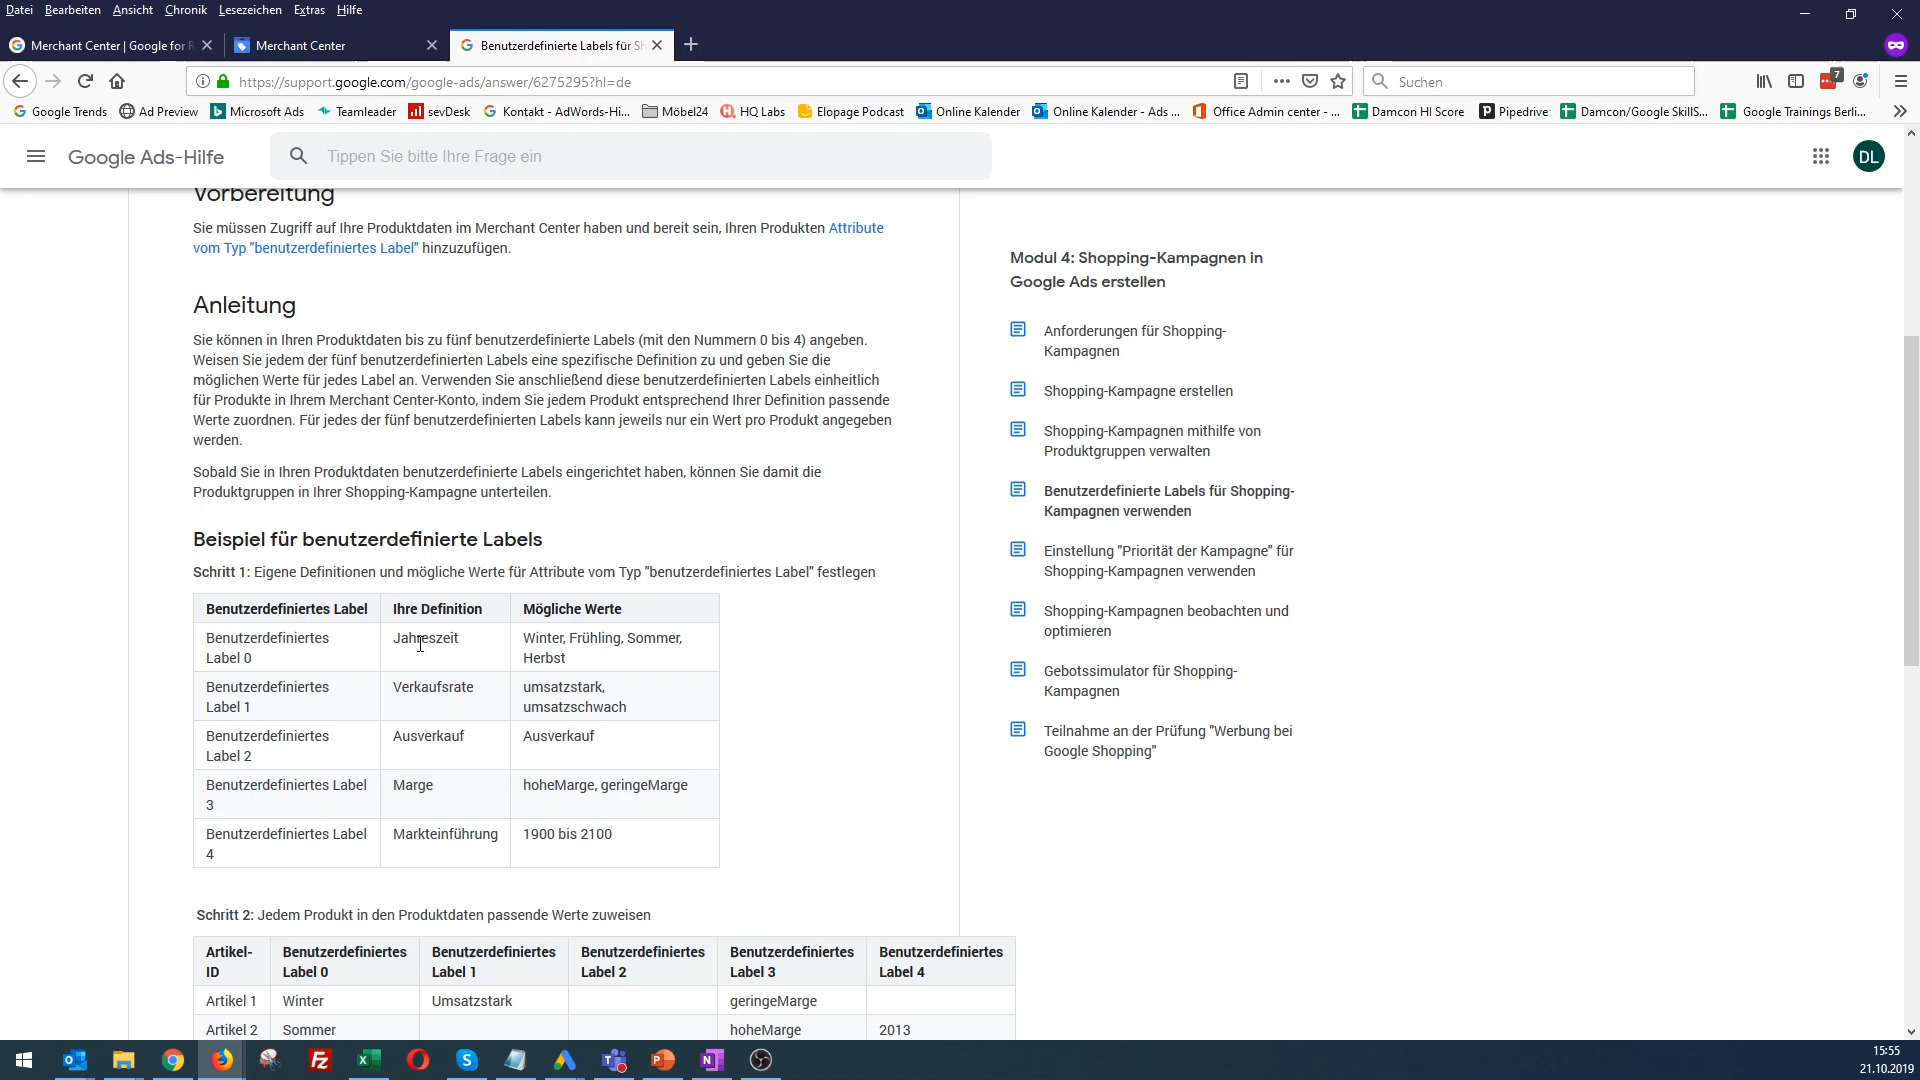 Datei Bearbeiten Ansicht Chronik Lesezeichen Extras Hilfe
Merchant Center | Google for R
Merchant Center
Benutzerdefinierte Labels für Sh
https://support.google.com/google-ads/answer/6275295?hl=de
Suchen
7
Google Trends Ad Preview Microsoft Ads Teamleader sevDesk Kontakt - AdWords-Hi... Möbel24 HQ Labs Elopage Podcast Online Kalender Online Kalender - Ads ... Office Admin center - ... Damcon HI Score Pipedrive Damcon/Google SkillS... Google Trainings Berli...
Google Ads-Hilfe
Tippen Sie bitte Ihre Frage ein
DL
Vorbereitung
Sie müssen Zugriff auf Ihre Produktdaten im Merchant Center haben und bereit sein, Ihren Produkten Attribute
vom Typ "benutzerdefiniertes Label" hinzuzufügen.
Anleitung
Sie können in Ihren Produktdaten bis zu fünf benutzerdefinierte Labels (mit den Nummern 0 bis 4) angeben.
Weisen Sie jedem der fünf benutzerdefinierten Labels eine spezifische Definition zu und geben Sie die
möglichen Werte für jedes Label an. Verwenden Sie anschließend diese benutzerdefinierten Labels einheitlich
für Produkte in Ihrem Merchant Center-Konto, indem Sie jedem Produkt entsprechend Ihrer Definition passende
Werte zuordnen. Für jedes der fünf benutzerdefinierten Labels kann jeweils nur ein Wert pro Produkt angegeben
werden.
Sobald Sie in Ihren Produktdaten benutzerdefinierte Labels eingerichtet haben, können Sie damit die
Produktgruppen in Ihrer Shopping-Kampagne unterteilen.
Beispiel für benutzerdefinierte Labels
Schritt 1: Eigene Definitionen und mögliche Werte für Attribute vom Typ "benutzerdefiniertes Label" festlegen
Benutzerdefiniertes Label Ihre Definition Mögliche Werte
Benutzerdefiniertes Jahreszeit Winter, Frühling, Sommer,
Label 0 Herbst
Benutzerdefiniertes Verkaufsrate umsatzstark,
Label 1 umsatzschwach
Benutzerdefiniertes Ausverkauf Ausverkauf
Label 2
Benutzerdefiniertes Label Marge hoheMarge, geringeMarge
3
Benutzerdefiniertes Label Markteinführung 1900 bis 2100
4
Schritt 2: Jedem Produkt in den Produktdaten passende Werte zuweisen
Artikel- Benutzerdefiniertes Benutzerdefiniertes Benutzerdefiniertes Benutzerdefiniertes Benutzerdefiniertes
ID Label 0 Label 1 Label 2 Label 3 Label 4
Artikel 1 Winter Umsatzstark geringeMarge
Artikel 2 Sommer hoheMarge 2013
Modul 4: Shopping-Kampagnen in
Google Ads erstellen
Anforderungen für Shopping-
Kampagnen
Shopping-Kampagne erstellen
Shopping-Kampagnen mithilfe von
Produktgruppen verwalten
Benutzerdefinierte Labels für Shopping-
Kampagnen verwenden
Einstellung "Priorität der Kampagne" für
Shopping-Kampagnen verwenden
Shopping-Kampagnen beobachten und
optimieren
Gebotssimulator für Shopping-
Kampagnen
Teilnahme an der Prüfung "Werbung bei
Google Shopping"
15:55
21.10.2019